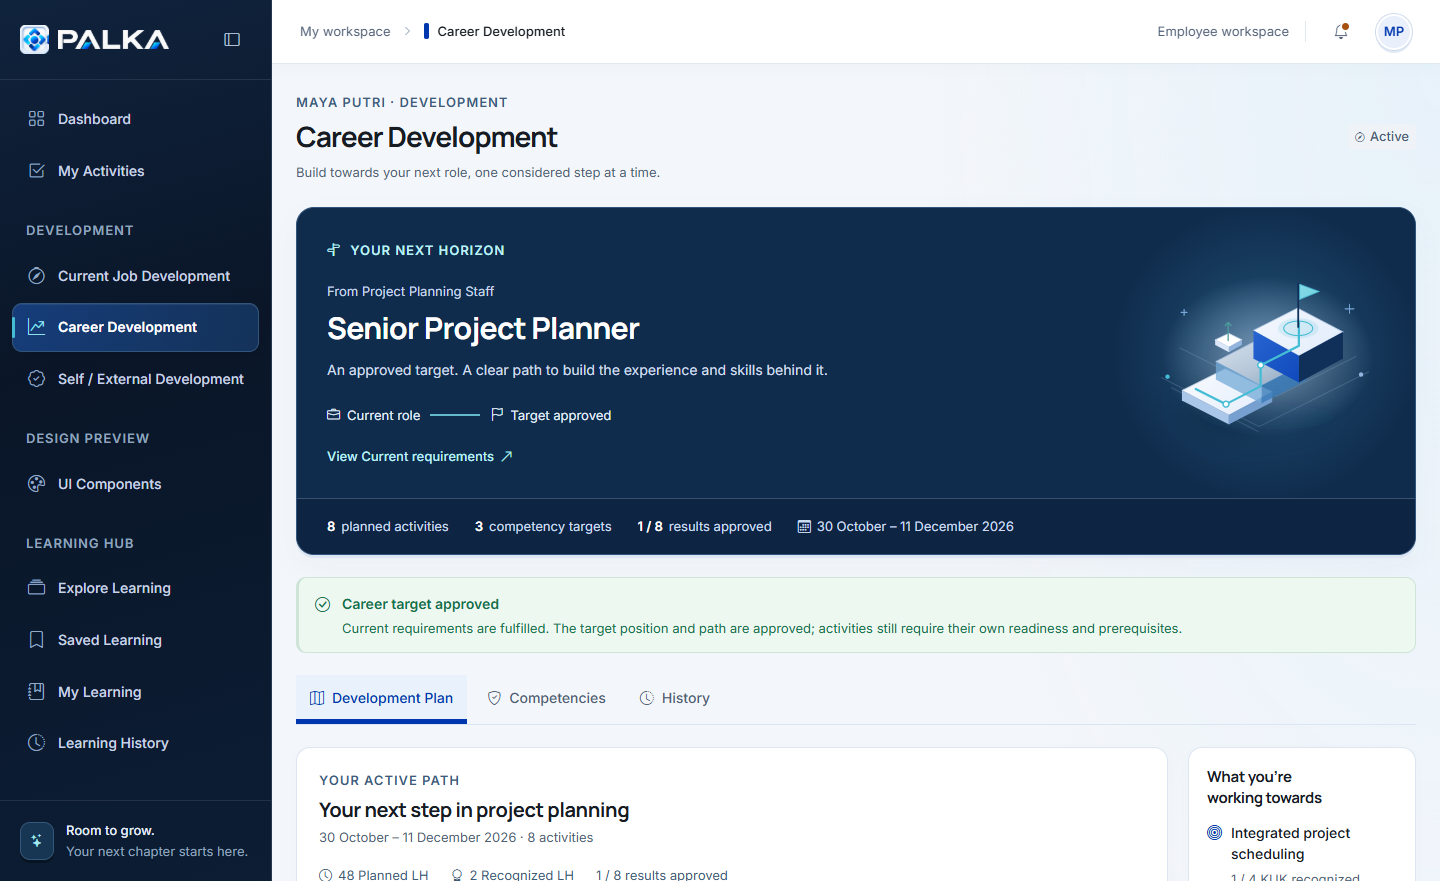 PALKA
My workspace
Career Development
Employee workspace
MP
Dashboard
My Activities
DEVELOPMENT
Current Job Development
Career Development
Self / External Development
DESIGN PREVIEW
UI Components
LEARNING HUB
Explore Learning
Saved Learning
My Learning
Learning History
Room to grow.
Your next chapter starts here.
MAYA PUTRI · DEVELOPMENT
Career Development
Build towards your next role, one considered step at a time.
Active
YOUR NEXT HORIZON
From Project Planning Staff
Senior Project Planner
An approved target. A clear path to build the experience and skills behind it.
Current role
Target approved
View Current requirements
8 planned activities
3 competency targets
1 / 8 results approved
30 October – 11 December 2026
Career target approved
Current requirements are fulfilled. The target position and path are approved; activities still require their own readiness and prerequisites.
Development Plan
Competencies
History
YOUR ACTIVE PATH
Your next step in project planning
30 October – 11 December 2026 · 8 activities
48 Planned LH
2 Recognized LH
1 / 8 results approved
What you're
working towards
Integrated project
scheduling
1 / 4 KUK recognized